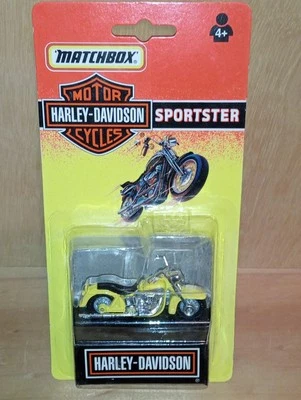 MATCHBOX
4+
MOTOR
HARLEY-DAVIDSON
CYCLES
SPORTSTER
HARLEY-DAVIDSON